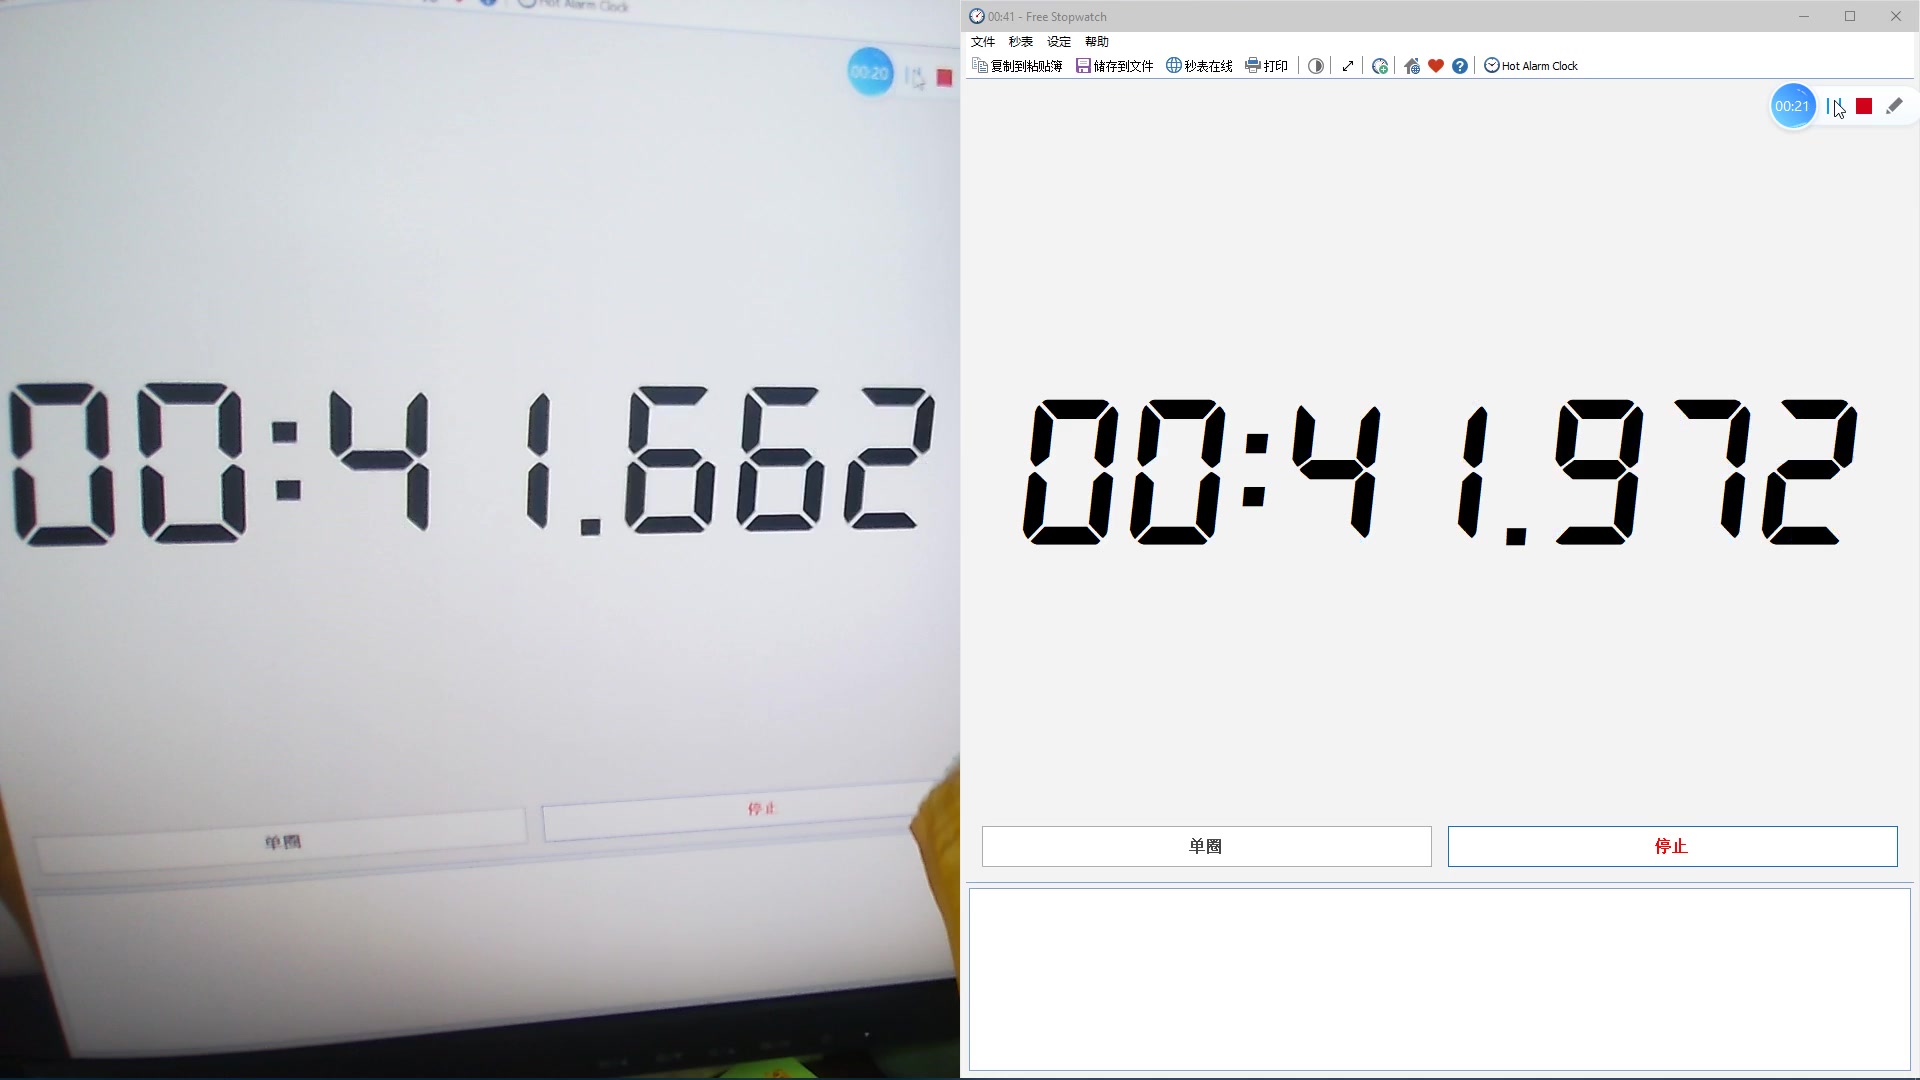 Hot Alarm Clock
00:20
00:41.662
单圈
停止
00:41 - Free Stopwatch
文件 秒表 设定 帮助
复制到粘贴簿 储存到文件 秒表在线 打印 Hot Alarm Clock
00:21
00:41.972
单圈
停止